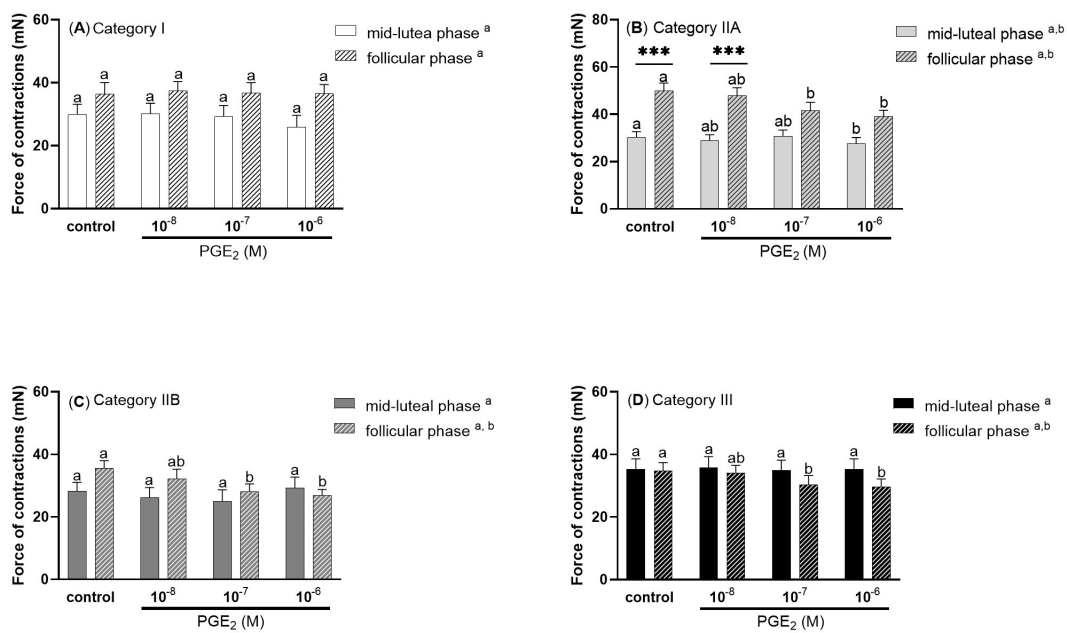 (A) Category I
mid-lutea phase a
follicular phase a
Force of contractions (mN)
60
40
20
0
a a a a a a a a
control 10-8 10-7 10-6
PGE2 (M)
(B) Category IIA
mid-luteal phase a,b
follicular phase a,b
Force of contractions (mN)
80
60
40
20
0
*** ***
a a ab ab ab b b b
control 10-8 10-7 10-6
PGE2 (M)
(C) Category IIB
mid-luteal phase a
follicular phase a, b
Force of contractions (mN)
60
40
20
0
a a a ab a b a b
control 10-8 10-7 10-6
PGE2 (M)
(D) Category III
mid-luteal phase a
follicular phase a,b
Force of contractions (mN)
60
40
20
0
a a a ab a b a b
control 10-8 10-7 10-6
PGE2 (M)